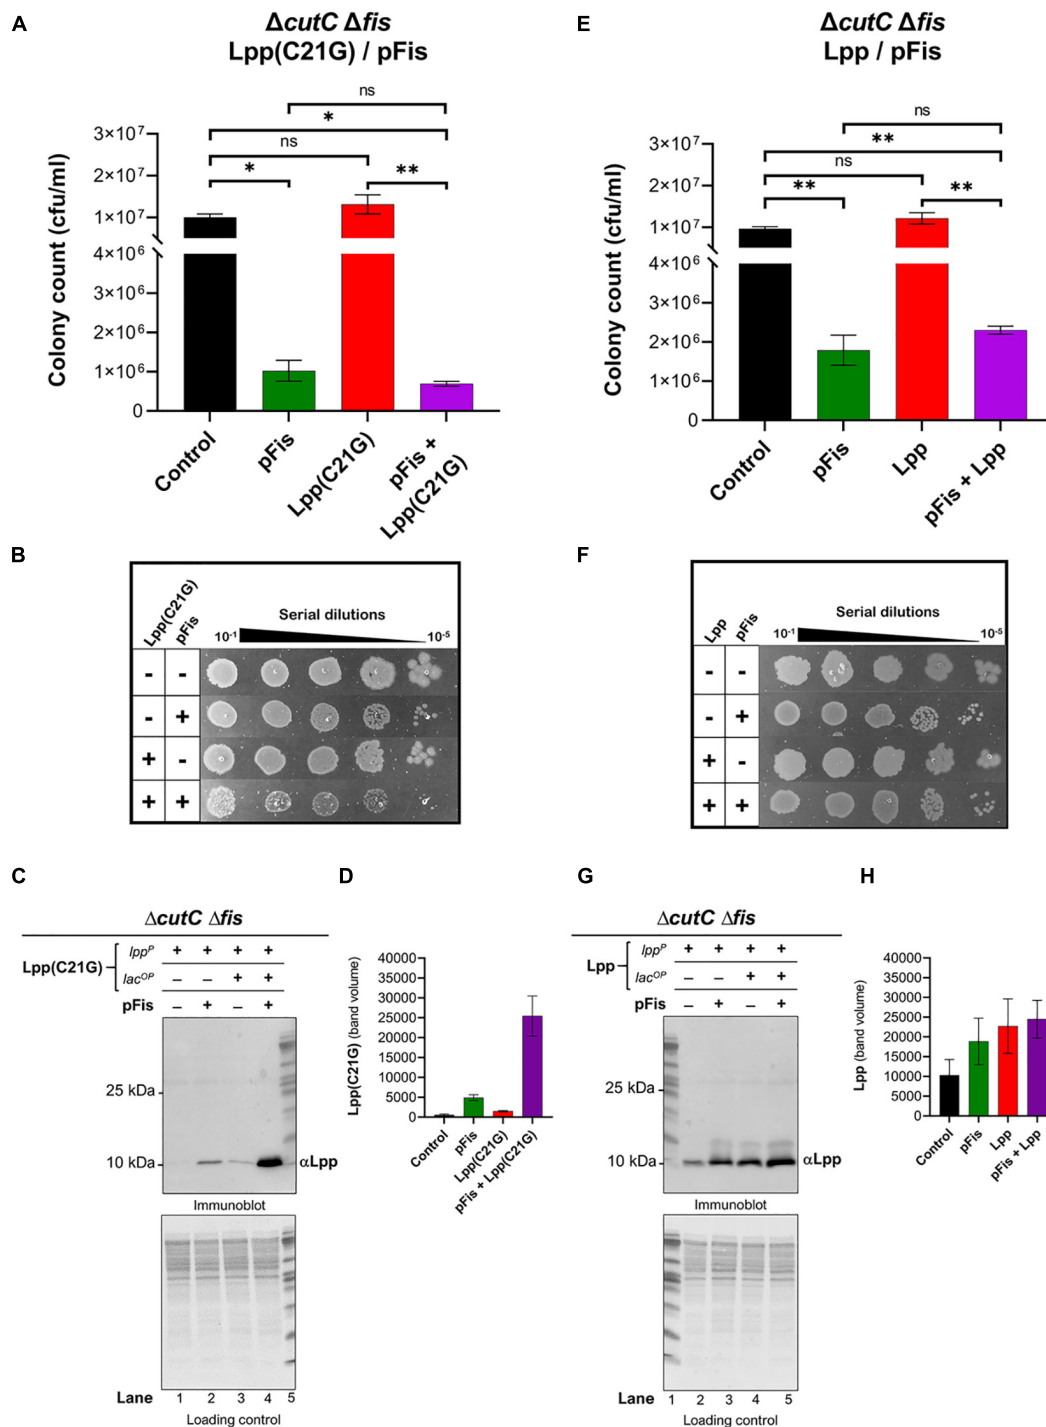 A
ΔcutC Δfis
Lpp(C21G) / pFis
ns
*
ns
*
**
Colony count (cfu/ml)
3×10⁷
2×10⁷
1×10⁷
4×10⁶
3×10⁶
2×10⁶
1×10⁶
0
Control
pFis
Lpp(C21G)
pFis +
Lpp(C21G)
E
ΔcutC Δfis
Lpp / pFis
ns
**
ns
**
**
Colony count (cfu/ml)
3×10⁷
2×10⁷
1×10⁷
4×10⁶
3×10⁶
2×10⁶
1×10⁶
0
Control
pFis
Lpp
pFis + Lpp
B
Lpp(C21G)
pFis
Serial dilutions
10⁻¹
10⁻⁵
- -
- +
+ -
+ +
F
Lpp
pFis
Serial dilutions
10⁻¹
10⁻⁵
- -
- +
+ -
+ +
C
ΔcutC Δfis
Lpp(C21G)
lppᴾ + + + +
lacᴼᴾ – – + +
pFis – + – +
25 kDa
10 kDa
αLpp
Immunoblot
Lane 1 2 3 4 5
Loading control
D
Lpp(C21G) (band volume)
40000
35000
30000
25000
20000
15000
10000
5000
0
Control
pFis
Lpp(C21G)
pFis + Lpp(C21G)
G
ΔcutC Δfis
Lpp
lppᴾ + + + +
lacᴼᴾ – – + +
pFis – + – +
25 kDa
10 kDa
αLpp
Immunoblot
Lane 1 2 3 4 5
Loading control
H
Lpp (band volume)
40000
35000
30000
25000
20000
15000
10000
5000
0
Control
pFis
Lpp
pFis + Lpp